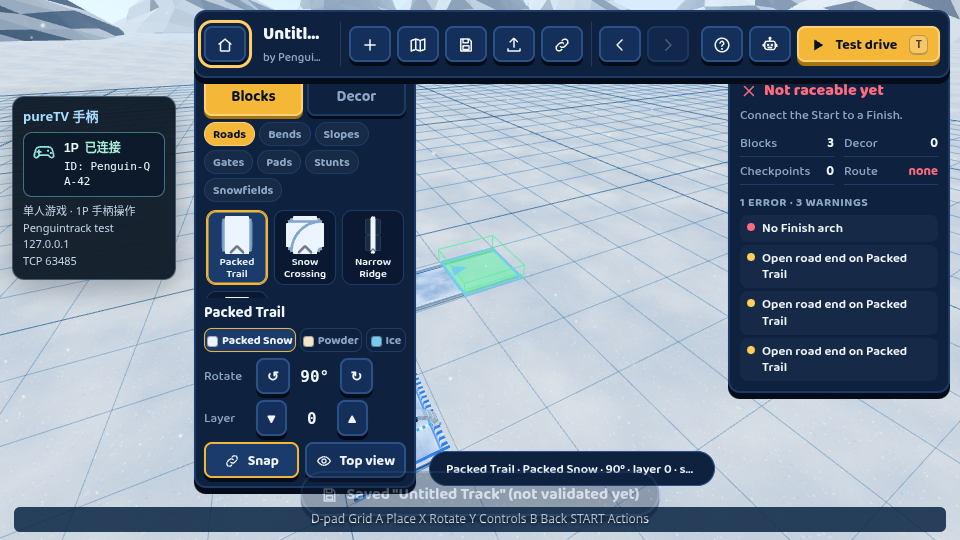 Untitl...
by Pengui...
Test drive T
pureTV 手柄
1P 已连接
ID: Penguin-Q
A-42
单人游戏 · 1P 手柄操作
Penguintrack test
127.0.0.1
TCP 63485
Blocks
Decor
Roads
Bends
Slopes
Gates
Pads
Stunts
Snowfields
Packed
Trail
Snow
Crossing
Narrow
Ridge
Packed Trail
Packed Snow
Powder
Ice
Rotate
90°
Layer
0
Snap
Top view
Not raceable yet
Connect the Start to a Finish.
Blocks 3
Decor 0
Checkpoints 0
Route none
1 ERROR · 3 WARNINGS
No Finish arch
Open road end on Packed
Trail
Open road end on Packed
Trail
Open road end on Packed
Trail
Packed Trail · Packed Snow · 90° · layer 0 · s...
Saved "Untitled Track" (not validated yet)
D-pad Grid A Place X Rotate Y Controls B Back START Actions